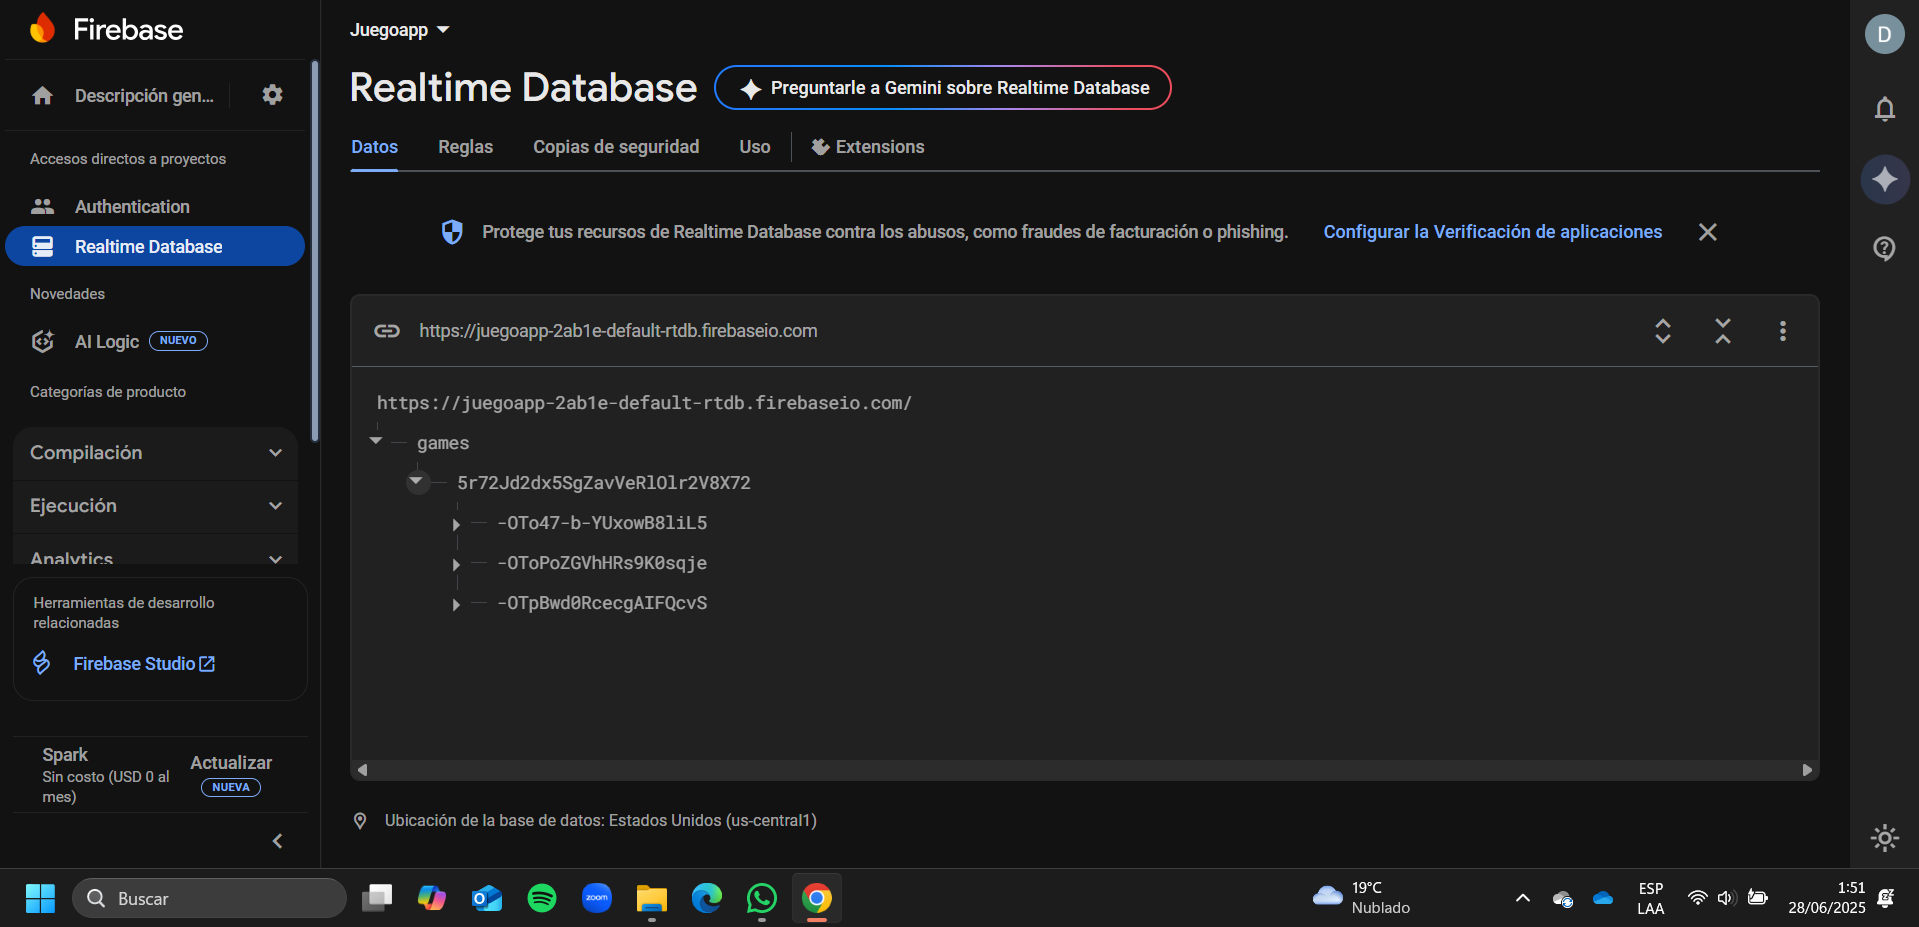 Firebase
Descripción gen...
Accesos directos a proyectos
Authentication
Realtime Database
Novedades
AI Logic NUEVO
Categorías de producto
Compilación
Ejecución
Analytics
Herramientas de desarrollo
relacionadas
Firebase Studio
Spark
Sin costo (USD 0 al
mes)
Actualizar
NUEVA
Juegoapp
Realtime Database
Preguntarle a Gemini sobre Realtime Database
Datos Reglas Copias de seguridad Uso Extensions
Protege tus recursos de Realtime Database contra los abusos, como fraudes de facturación o phishing. Configurar la Verificación de aplicaciones
https://juegoapp-2ab1e-default-rtdb.firebaseio.com
https://juegoapp-2ab1e-default-rtdb.firebaseio.com/
games
5r72Jd2dx5SgZavVeRlOlr2V8X72
-OTo47-b-YUxowB8liL5
-OToPoZGVhHRs9K0sqje
-OTpBwd0RcecgAIFQcvS
Ubicación de la base de datos: Estados Unidos (us-central1)
D
Buscar
zoom
19°C
Nublado
ESP
LAA
1:51
28/06/2025